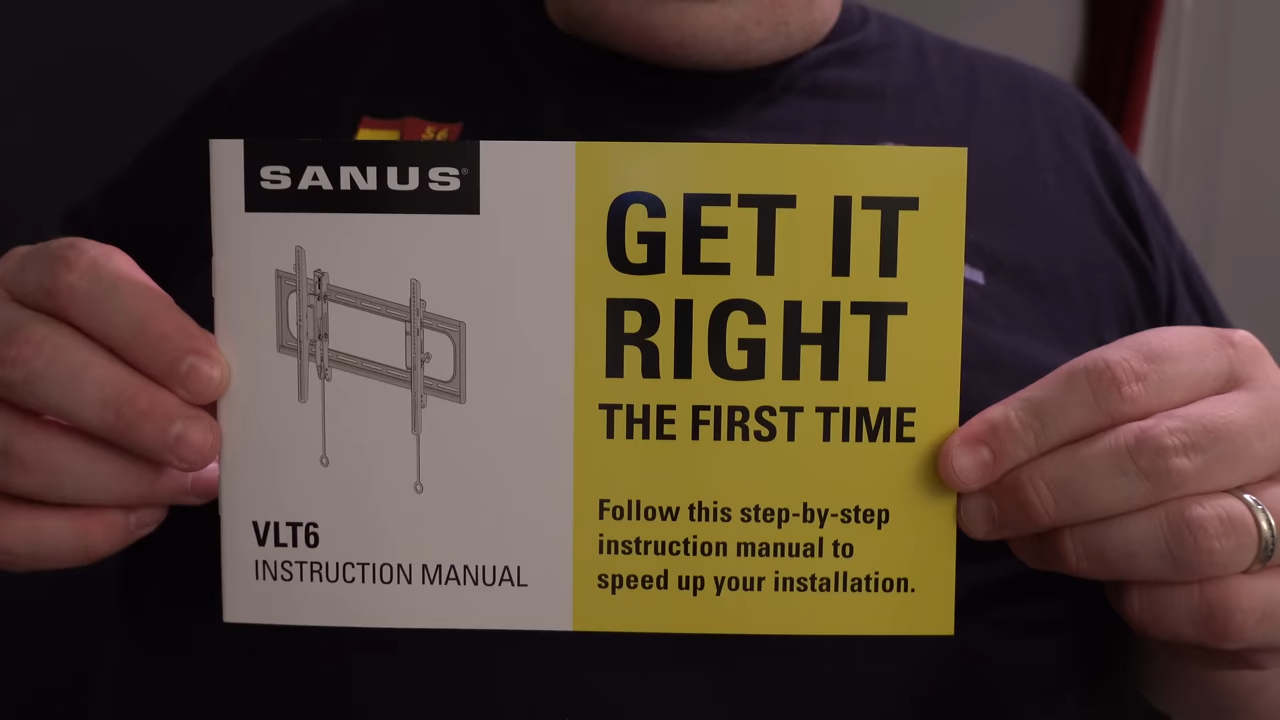 56
SANUS®
VLT6
INSTRUCTION MANUAL
GET IT
RIGHT
THE FIRST TIME
Follow this step-by-step
instruction manual to
speed up your installation.